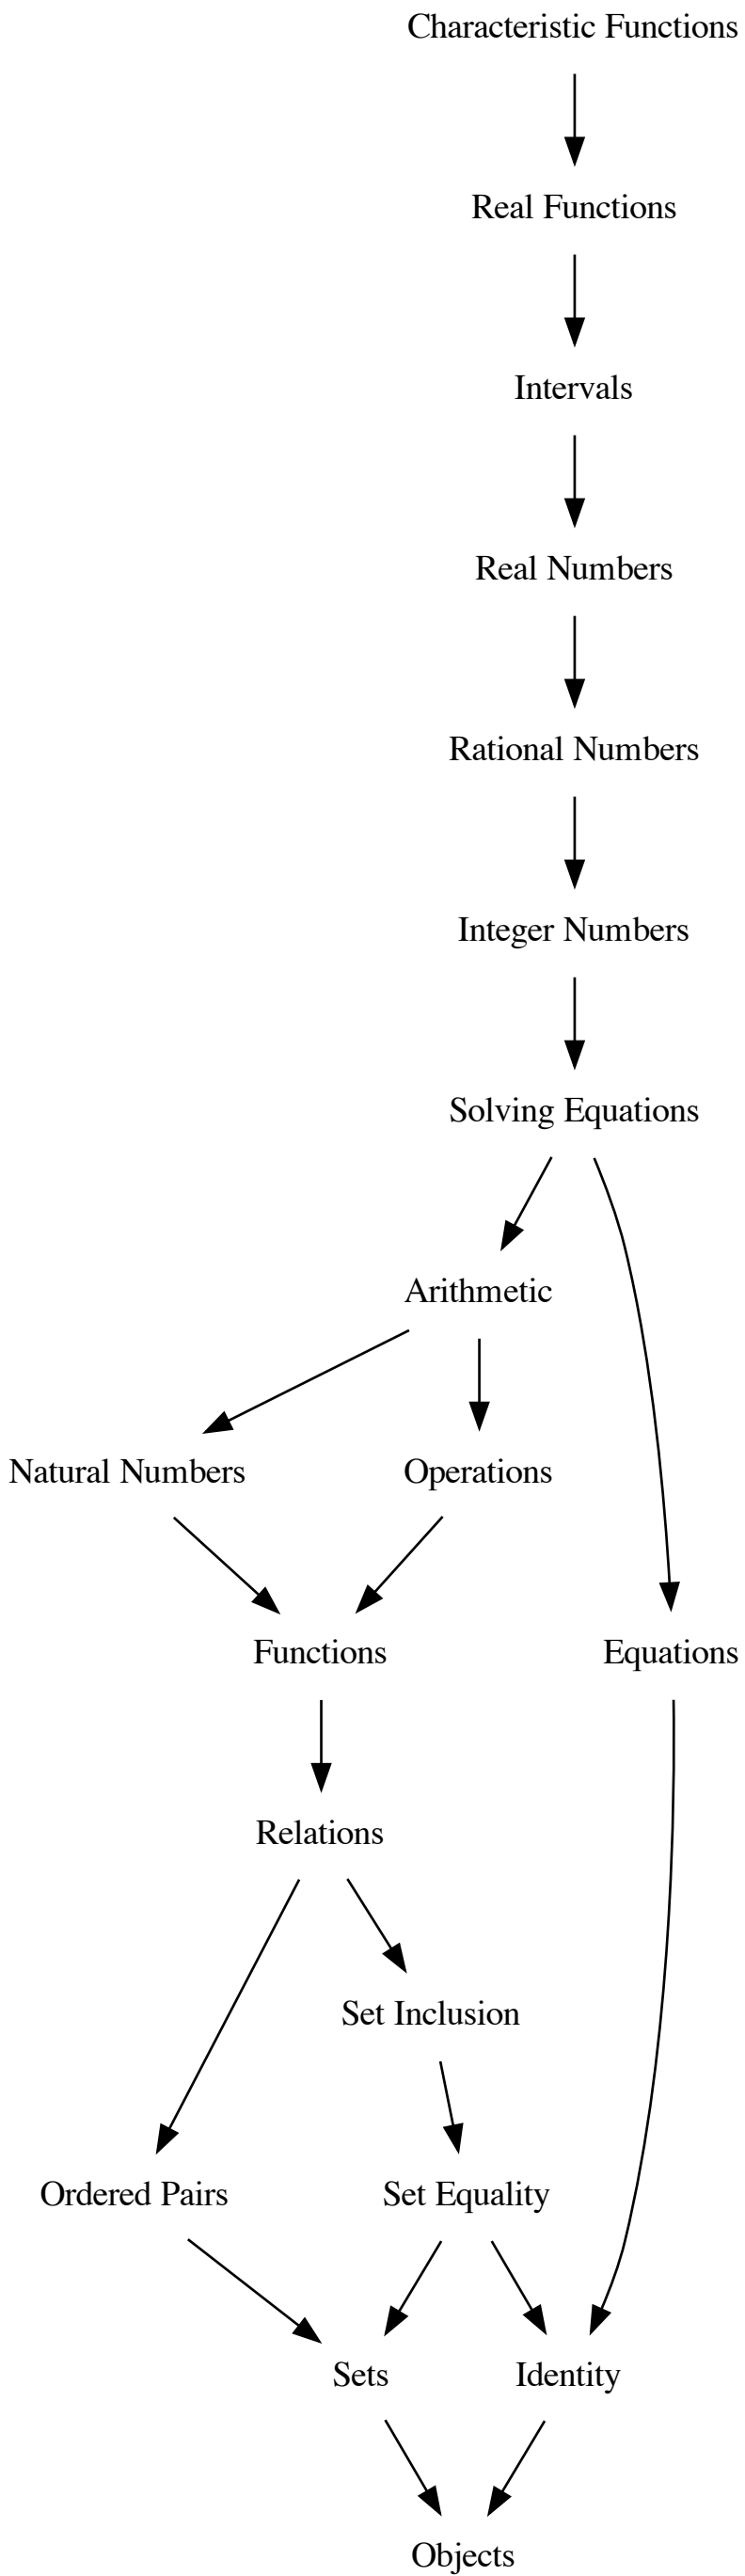 Characteristic Functions
Real Functions
Intervals
Real Numbers
Rational Numbers
Integer Numbers
Solving Equations
Arithmetic
Natural Numbers
Operations
Functions
Equations
Relations
Set Inclusion
Ordered Pairs
Set Equality
Sets
Identity
Objects